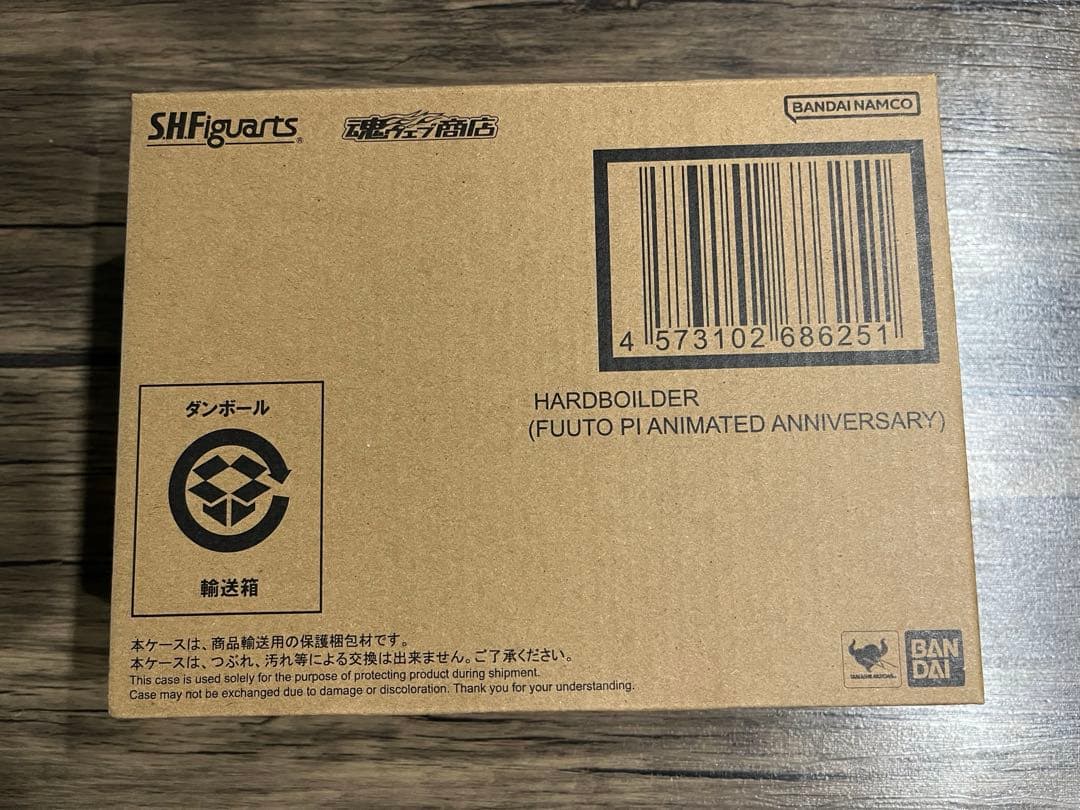 S.H.Figuarts®
魂ウェブ商店
BANDAI NAMCO
4 573102 686251
HARDBOILDER
(FUUTO PI ANIMATED ANNIVERSARY)
ダンボール
輸送箱
本ケースは、商品輸送用の保護梱包材です。
本ケースは、つぶれ、汚れ等による交換は出来ません。ご了承ください。
This case is used solely for the purpose of protecting product during shipment.
Case may not be exchanged due to damage or discoloration. Thank you for your understanding.
BAN
DAI